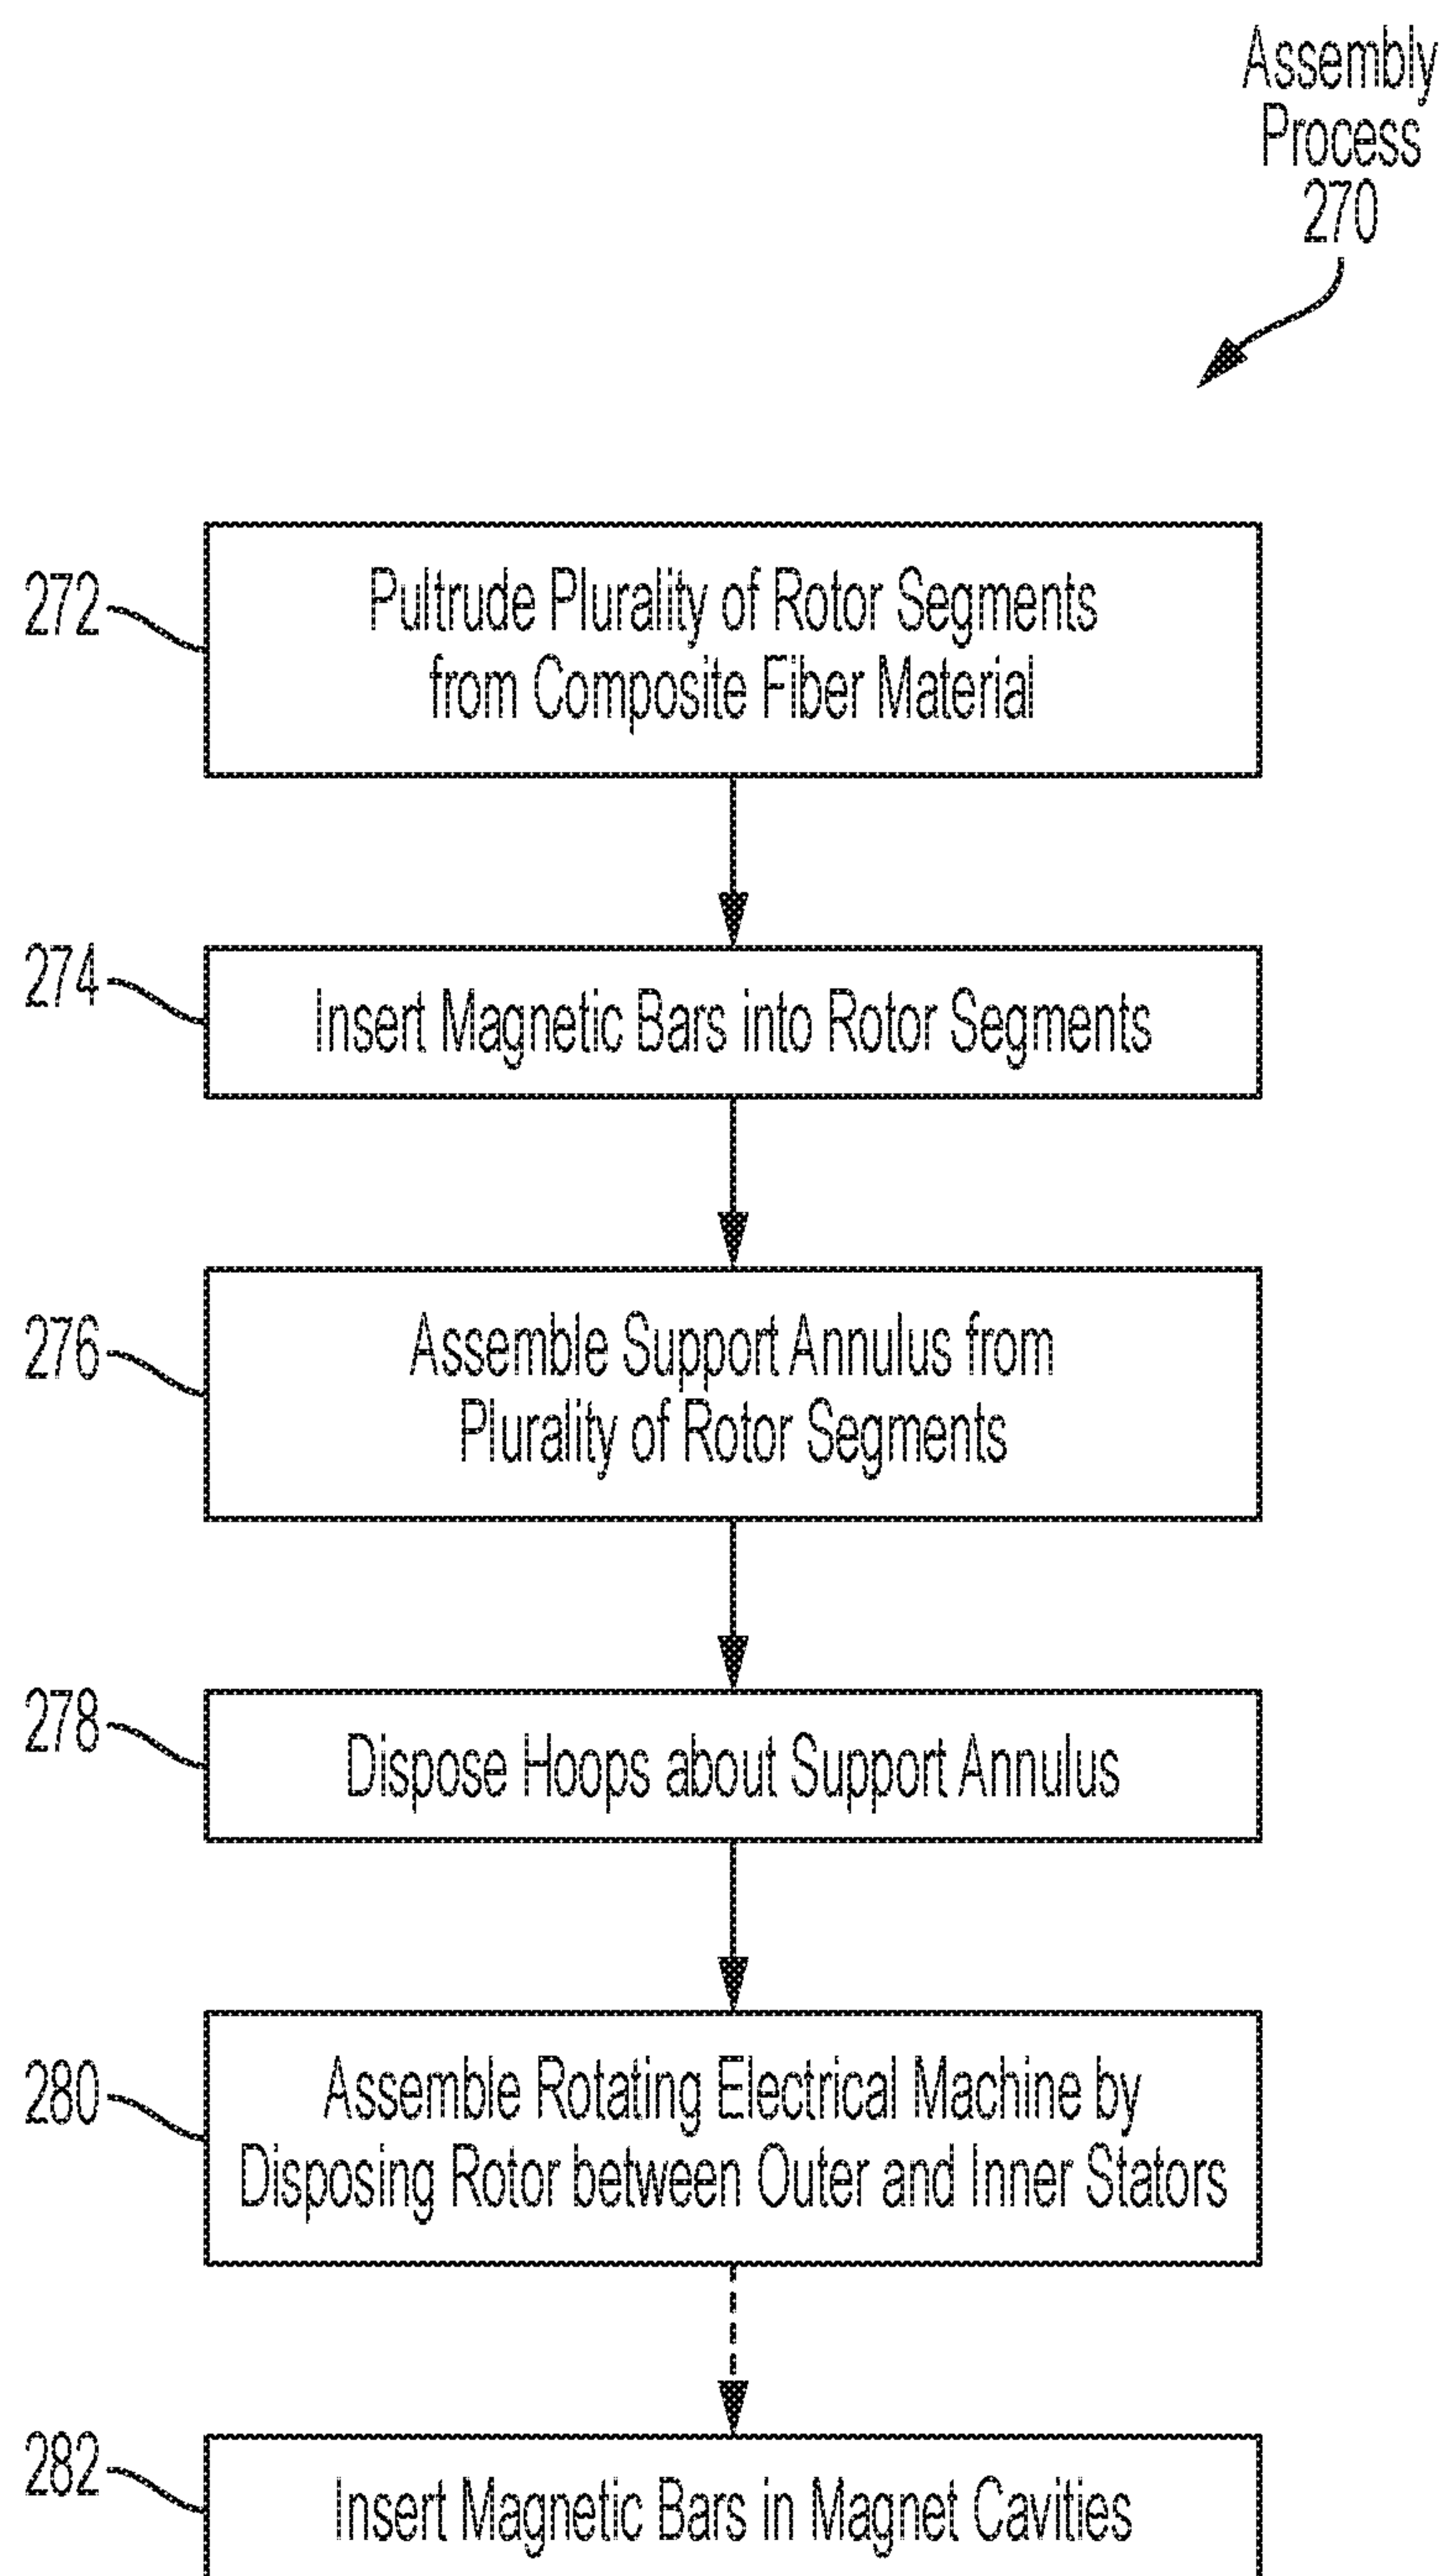 Assembly
Process
270
272
Pultrude Plurality of Rotor Segments
from Composite Fiber Material
274
Insert Magnetic Bars into Rotor Segments
276
Assemble Support Annulus from
Plurality of Rotor Segments
278
Dispose Hoops about Support Annulus
280
Assemble Rotating Electrical Machine by
Disposing Rotor between Outer and Inner Stators
282
Insert Magnetic Bars in Magnet Cavities